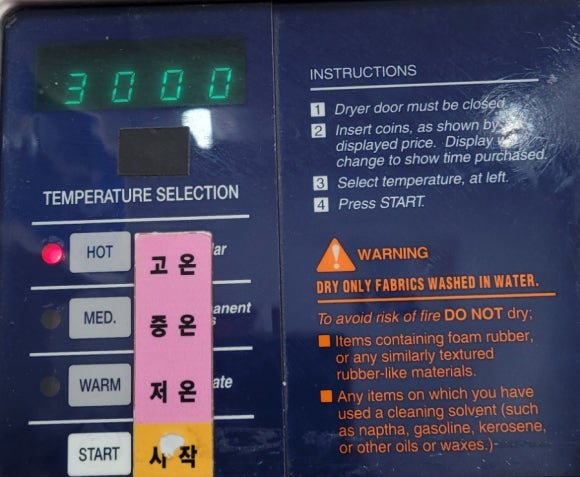 3000
TEMPERATURE SELECTION
HOT
고온
MED.
중온
WARM
저온
START
시작
INSTRUCTIONS
1 Dryer door must be closed
2 Insert coins, as shown by
displayed price. Display
change to show time purchased.
3 Select temperature, at left.
4 Press START.
WARNING
DRY ONLY FABRICS WASHED IN WATER.
To avoid risk of fire DO NOT dry;
Items containing foam rubber,
or any similarly textured
rubber-like materials.
Any items on which you have
used a cleaning solvent (such
as naptha, gasoline, kerosene,
or other oils or waxes.)